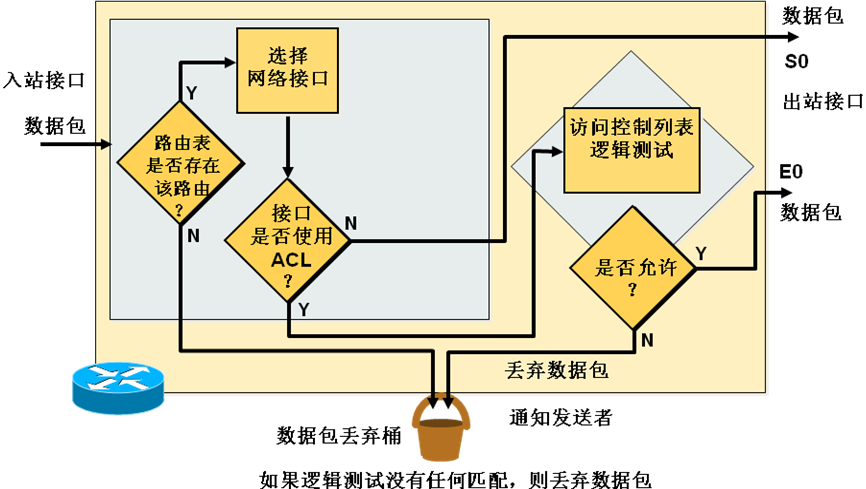 数据包
S0
出站接口
入站接口
数据包
选择
网络接口
Y
路由表
是否存在
该路由
？
N
接口
是否使用
ACL
？
N
Y
访问控制列表
逻辑测试
E0
数据包
是否允许
？
Y
N
丢弃数据包
通知发送者
数据包丢弃桶
如果逻辑测试没有任何匹配，则丢弃数据包